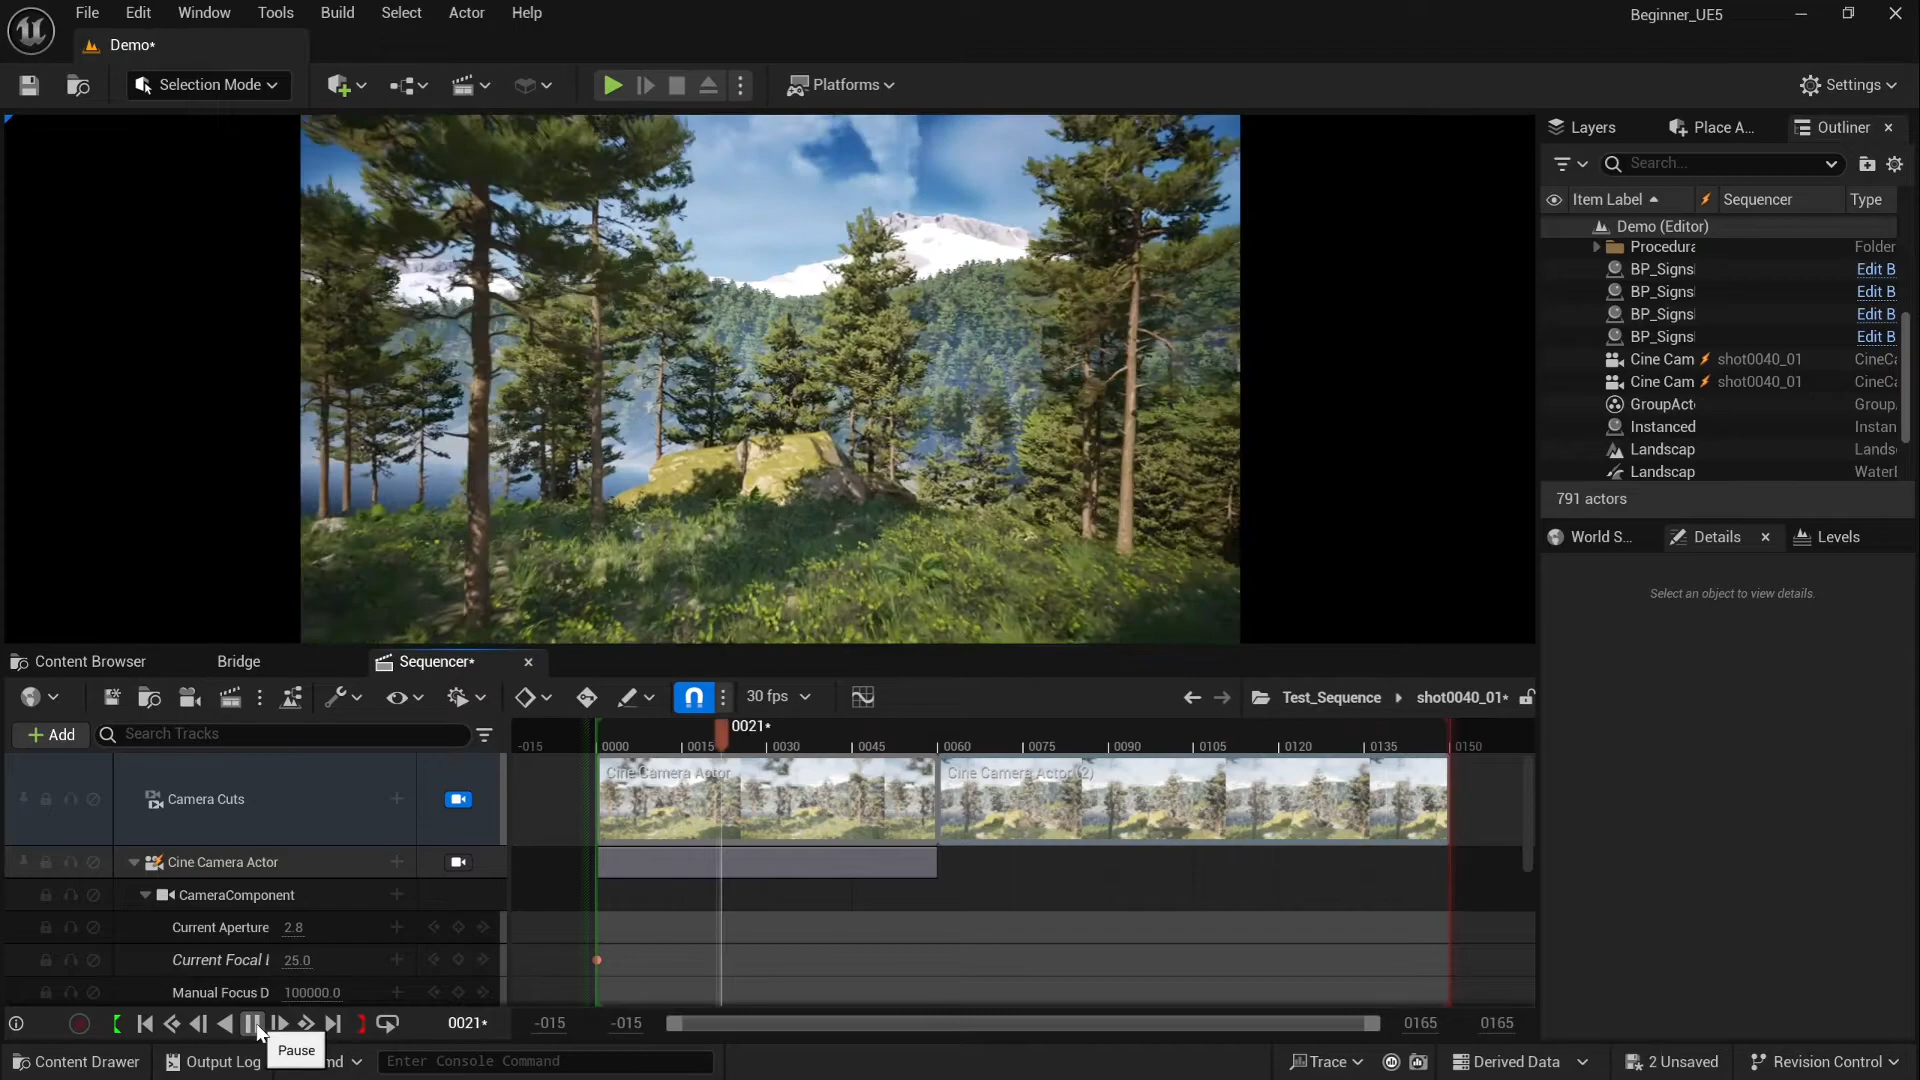 File Edit Window Tools Build Select Actor Help
Beginner_UE5
Demo*
Selection Mode
Platforms
Settings
Layers
Place A...
Outliner
Search...
Item Label
Sequencer
Type
Demo (Editor)
Procedura Folder
BP_Signs Edit B
BP_Signs Edit B
BP_Signs Edit B
BP_Signs Edit B
Cine Cam shot0040_01 CineCa
Cine Cam shot0040_01 CineCa
GroupAct Group
Instanced Instan
Landscap Lands
Landscap Water
791 actors
World S...
Details
Levels
Select an object to view details.
Content Browser
Bridge
Sequencer*
30 fps
Test_Sequence
shot0040_01*
Add
Search Tracks
0021*
-015 0000 0015 0030 0045 0060 0075 0090 0105 0120 0135 0150
Camera Cuts
Cine Camera Actor
Cine Camera Actor (2)
Cine Camera Actor
CameraComponent
Current Aperture 2.8
Current Focal 25.0
Manual Focus D 100000.0
0021*
-015
-015
0165
0165
Pause
Content Drawer
Output Log
md
Enter Console Command
Trace
Derived Data
2 Unsaved
Revision Control